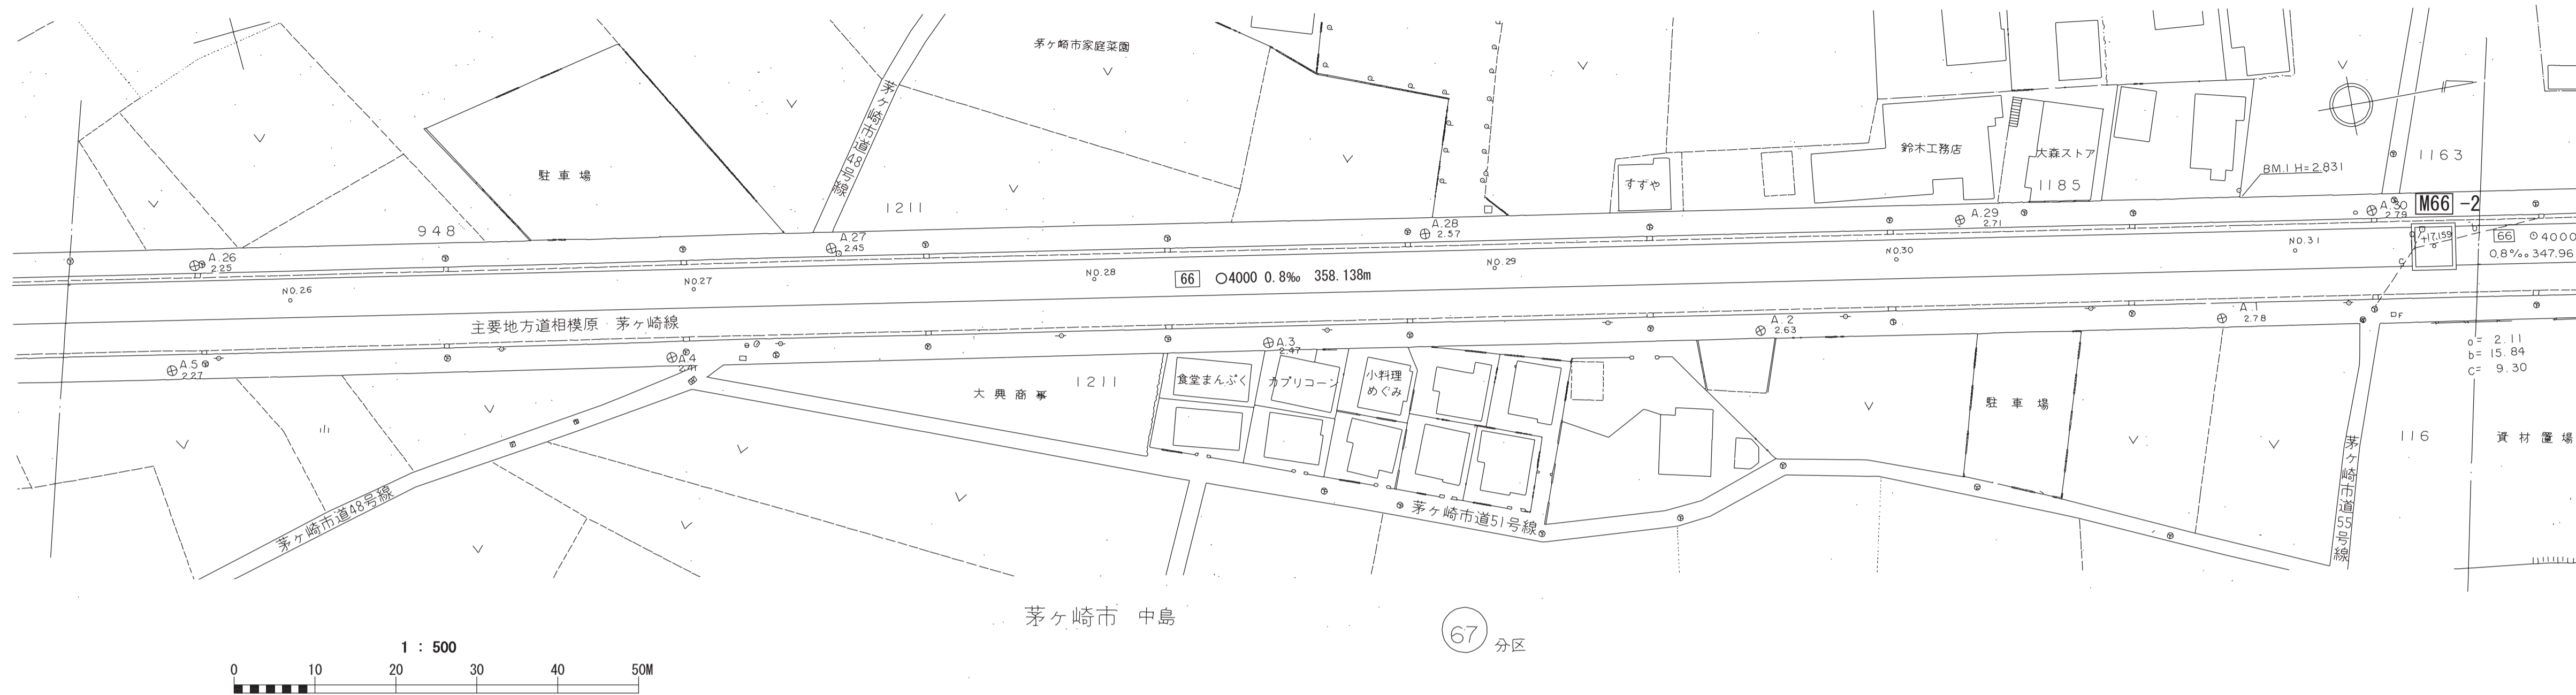 茅ヶ崎市家庭菜園
茅ヶ崎市道48号線
駐車場
948
1211
鈴木工務店
大森ストア
すずや
1185
1163
B.M.1 H=2.831
M66 -2
A.26
2.25
A.27
2.45
A.28
2.57
A.29
2.71
A.30
2.79
+17.159
66 4000
0.8‰ 347.96
NO.26
NO.27
NO.28
NO.29
NO.30
NO.31
66 ○4000 0.8‰ 358.138m
主要地方道相模原 茅ヶ崎線
A.5
2.27
A.4
2.41
A.3
2.47
A.2
2.63
A.1
2.78
F
a= 2.11
b= 15.84
c= 9.30
食堂まんぷく
カプリコーン
小料理
めぐみ
大興商事
1211
駐車場
116
資材置場
茅ヶ崎市道48号線
茅ヶ崎市道51号線
茅ヶ崎市道55号線
茅ヶ崎市 中島
67 分区
1 : 500
0 10 20 30 40 50M